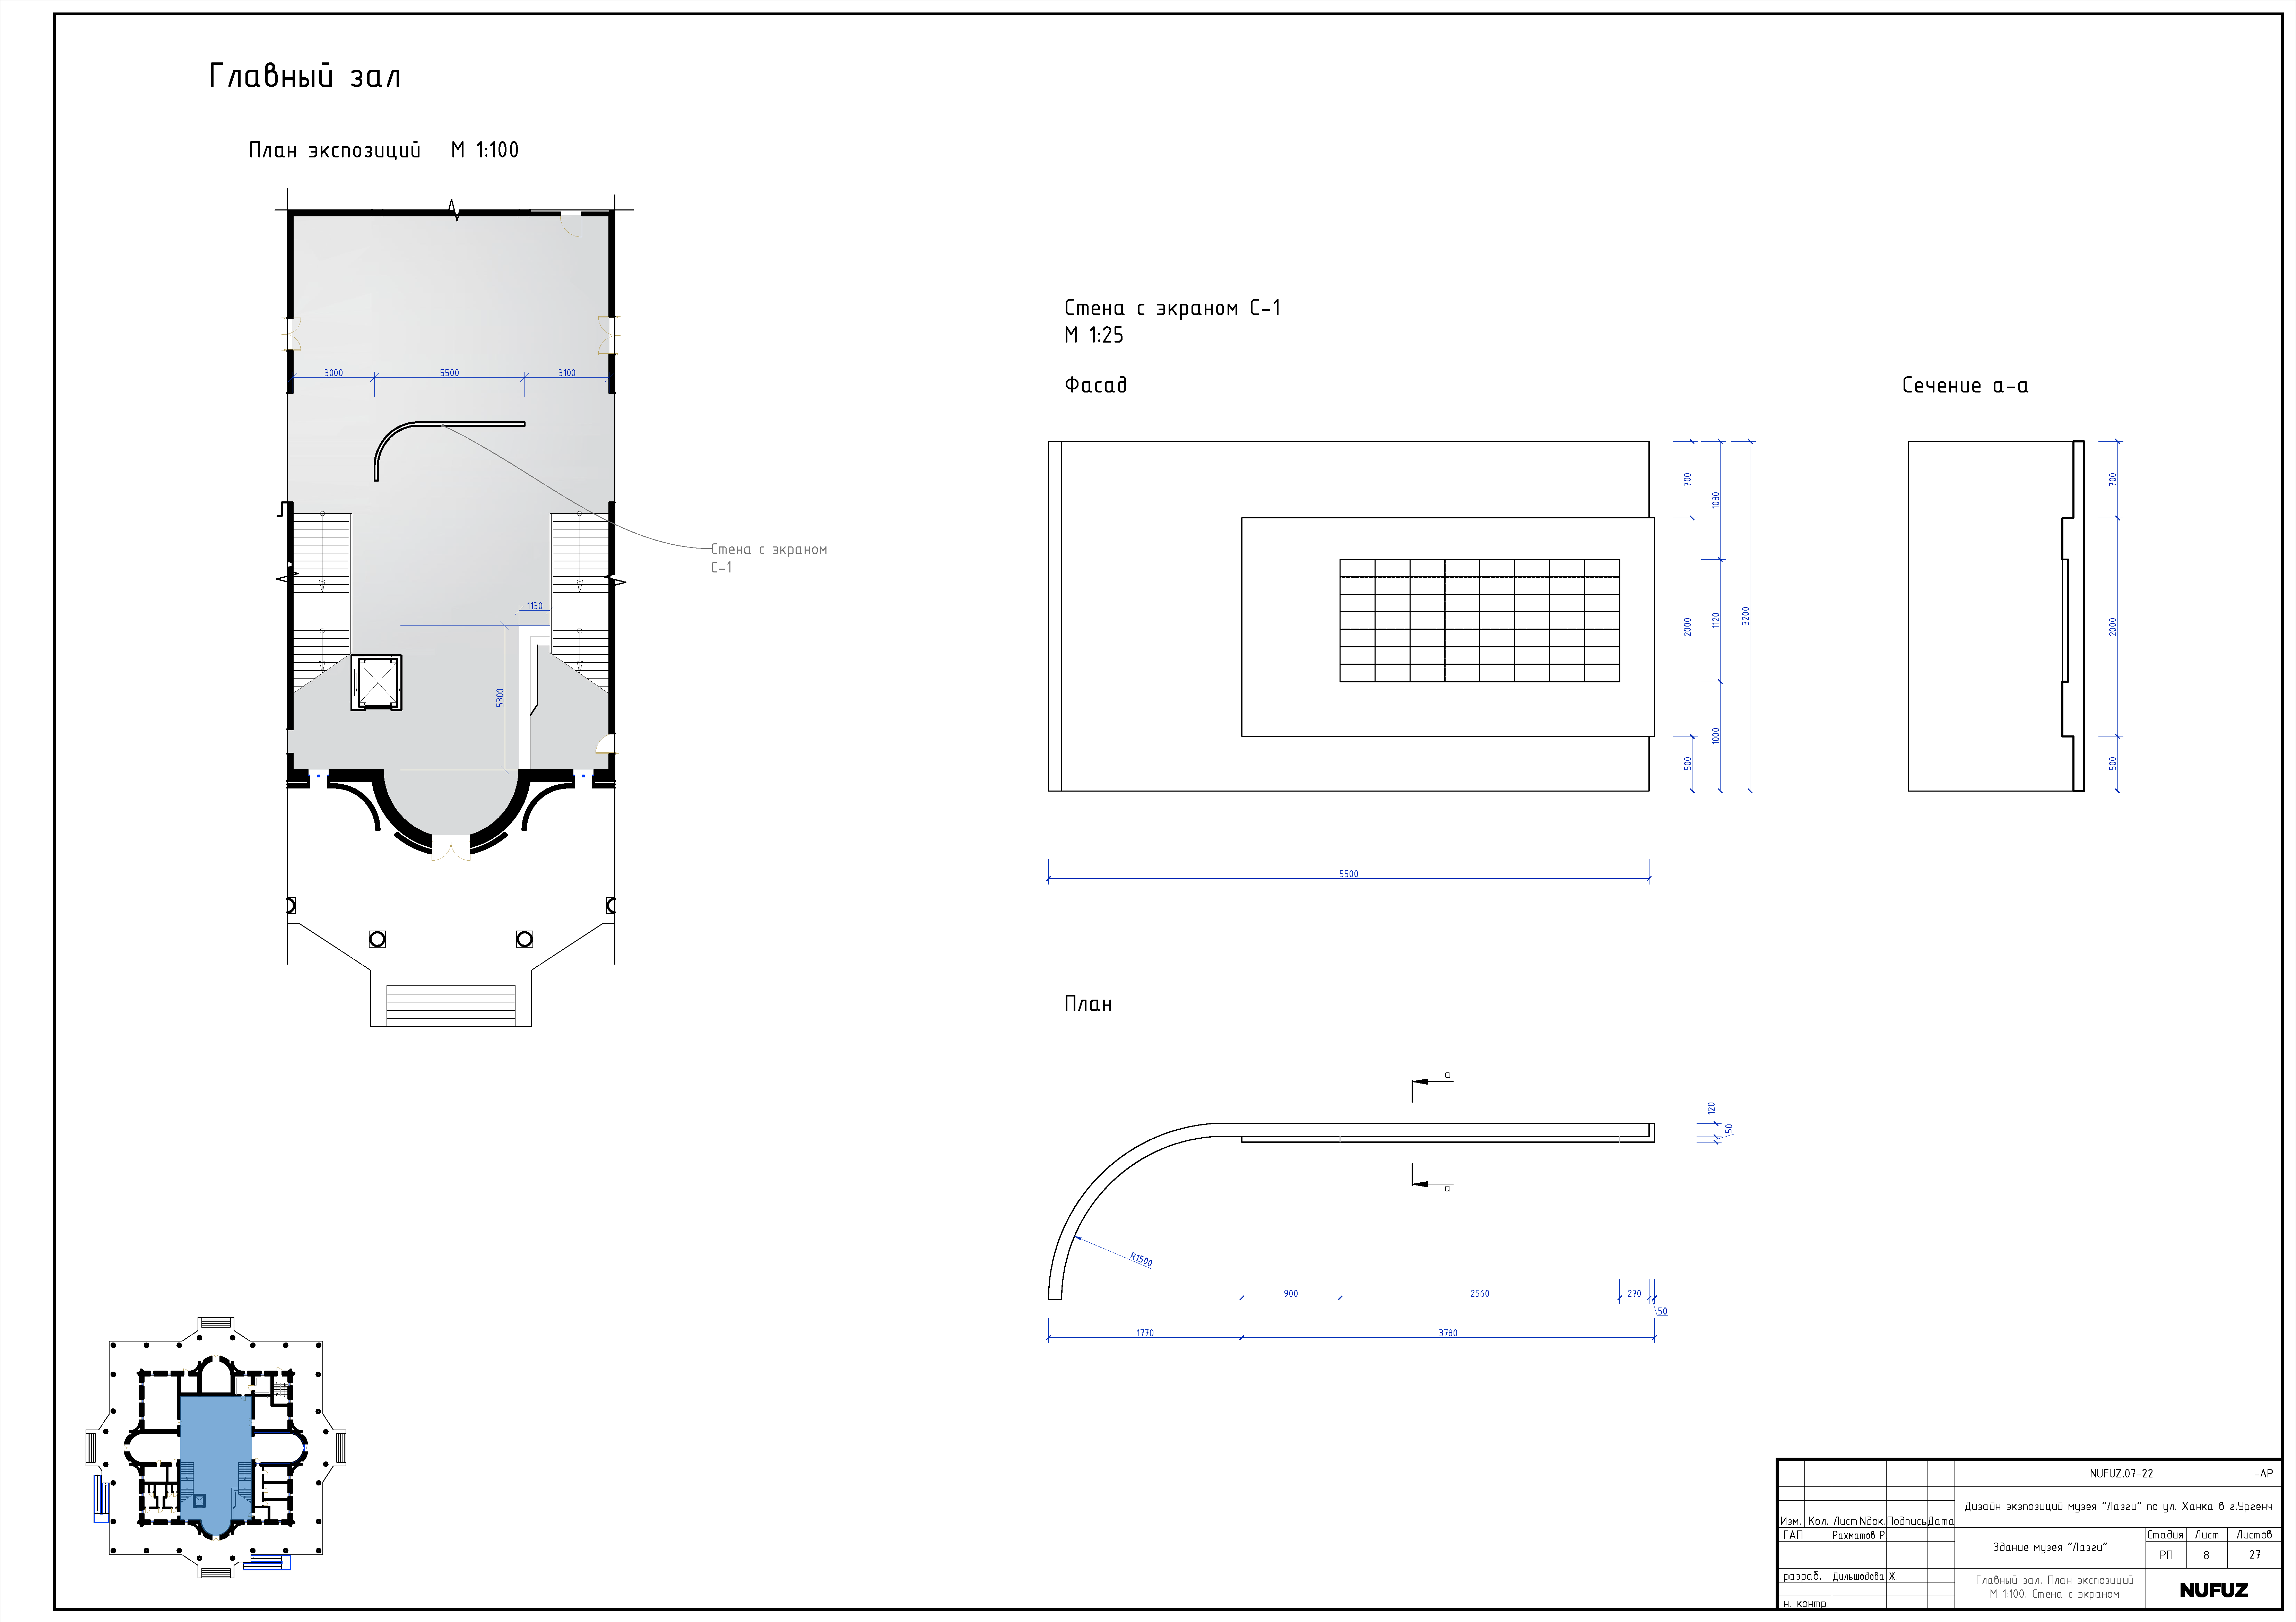 Главный зал
План экспозиций М 1:100
3000
5500
3100
Стена с экраном
С-1
1130
5300
Стена с экраном С-1
М 1:25
Фасад
Сечение а-а
700
1080
2000
1120
3200
1000
500
700
2000
500
5500
План
а
а
120
50
R1500
900
2560
270
50
1770
3780
NUFUZ.07-22 -АР
Дизайн экзпозиций музея "Лазги" по ул. Ханка в г.Ургенч
Изм. Кол. Лист Nдок. Подпись Дата
ГАП Рахматов Р.
Здание музея "Лазги"
Стадия Лист Листов
РП 8 27
разраб. Дильшодова Ж.
Главный зал. План экспозиций
М 1:100. Стена с экраном
NUFUZ
н. контр.